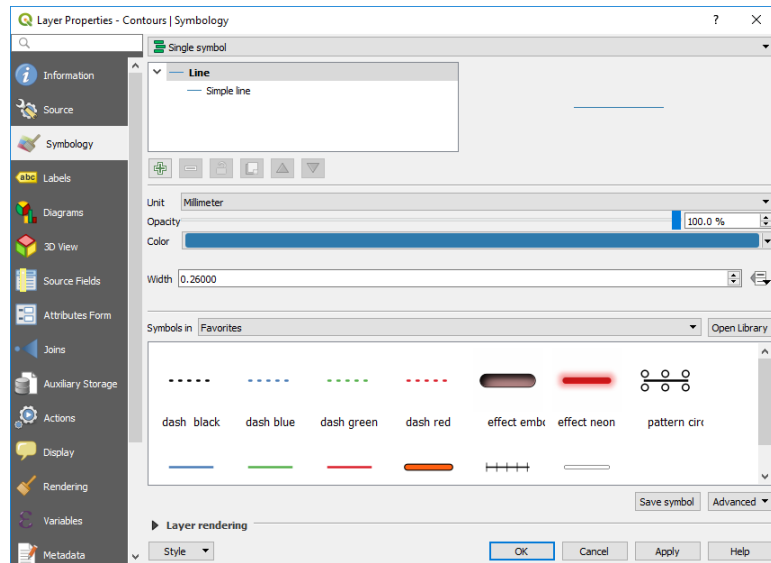 Layer Properties - Contours | Symbology
?
Single symbol
Information
Source
Symbology
abc Labels
Diagrams
3D View
Source Fields
Attributes Form
Joins
Auxiliary Storage
Actions
Display
Rendering
Variables
Metadata
Line
Simple line
Unit Milimeter
Opacity 100.0 %
Color
Width 0.26000
Symbols in Favorites Open Library
dash black dash blue dash green dash red effect embo effect neon pattern circ
Save symbol Advanced
Layer rendering
Style OK Cancel Apply Help